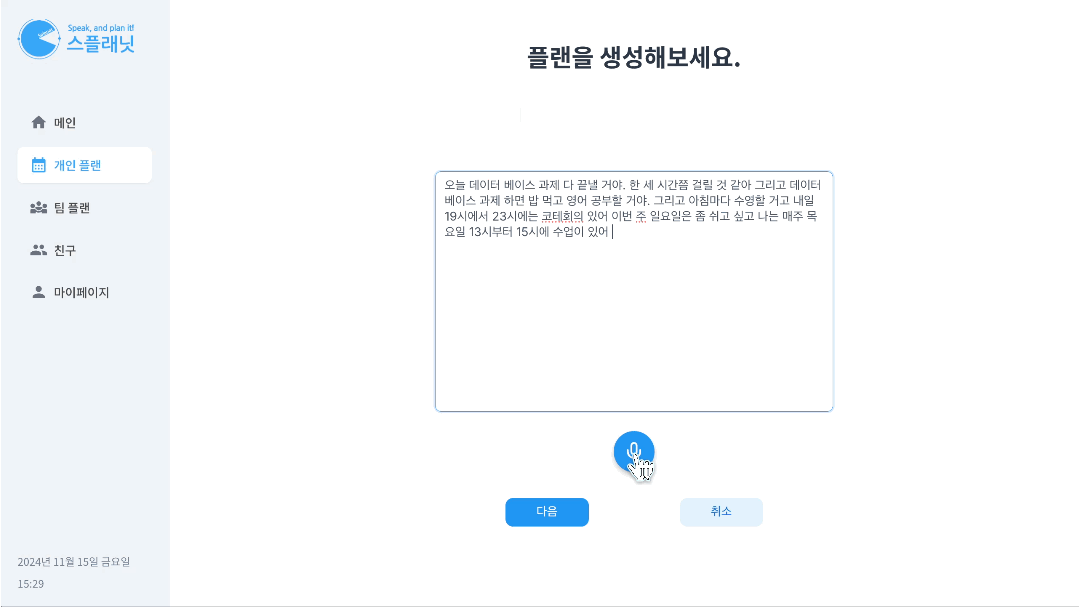 Speak, and plan it!
스플래닛
메인
개인 플랜
팀 플랜
친구
마이페이지
2024년 11월 15일 금요일
15:29
플랜을 생성해보세요.
오늘 데이터 베이스 과제 다 끝낼 거야. 한 세 시간쯤 걸릴 것 같아 그리고 데이터
베이스 과제 하면 밥 먹고 영어 공부할 거야. 그리고 아침마다 수영할 거고 내일
19시에서 23시에는 코테회의 있어 이번 주 일요일은 좀 쉬고 싶고 나는 매주 목
요일 13시부터 15시에 수업이 있어
다음
취소